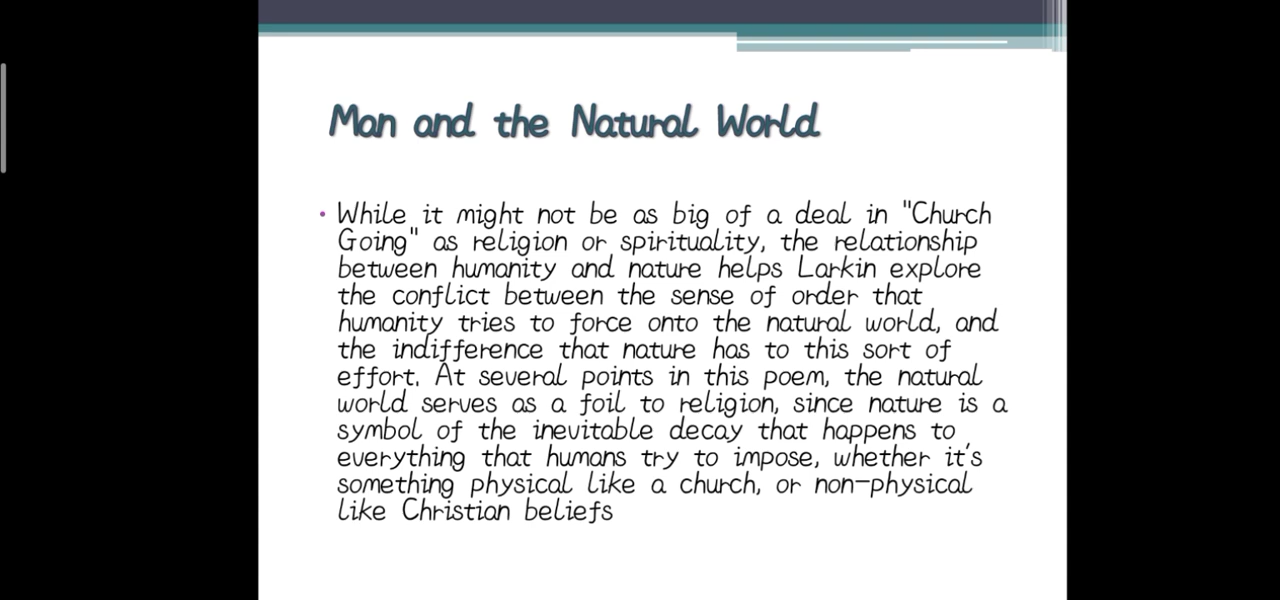 Man and the Natural World
• While it might not be as big of a deal in "Church
Going" as religion or spirituality, the relationship
between humanity and nature helps Larkin explore
the conflict between the sense of order that
humanity tries to force onto the natural world, and
the indifference that nature has to this sort of
effort. At several points in this poem, the natural
world serves as a foil to religion, since nature is a
symbol of the inevitable decay that happens to
everything that humans try to impose, whether it's
something physical like a church, or non-physical
like Christian beliefs